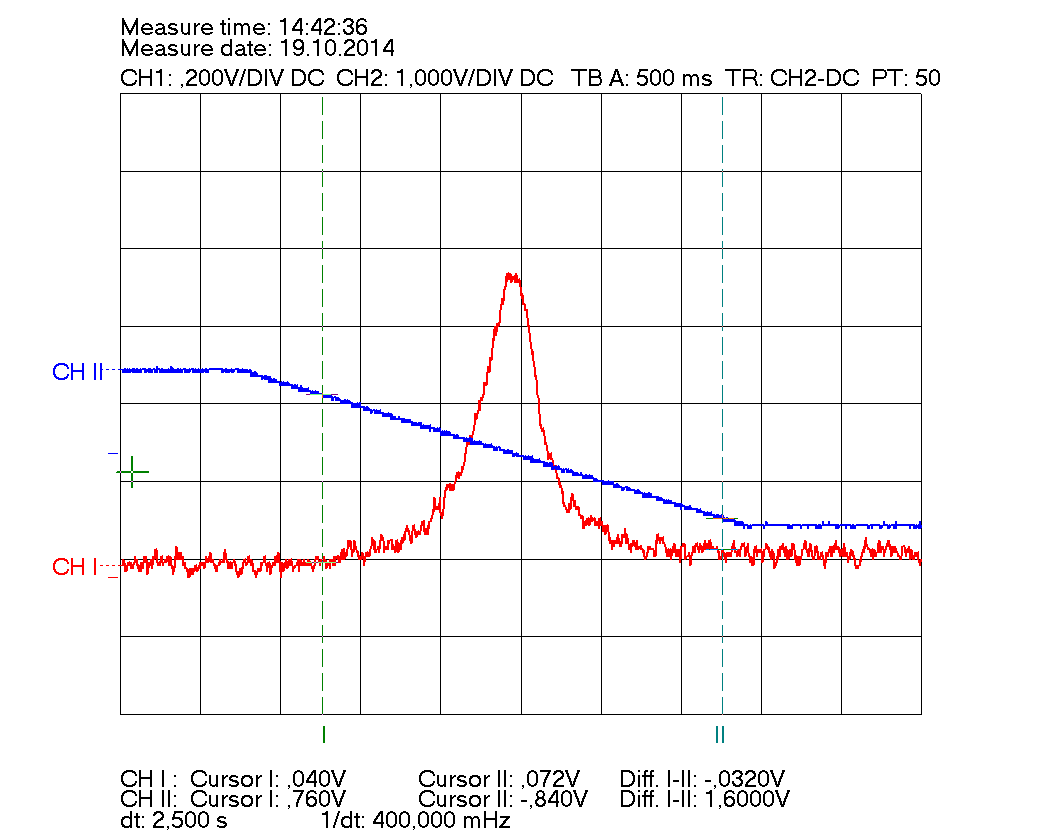 Measure time: 14:42:36
Measure date: 19.10.2014
CH1: ,200V/DIV DC CH2: 1,000V/DIV DC TB A: 500 ms TR: CH2-DC PT: 50
CH II
CH I
I II
CH I : Cursor I: ,040V Cursor II: ,072V Diff. I-II: -,0320V
CH II: Cursor I: ,760V Cursor II: -,840V Diff. I-II: 1,6000V
dt: 2,500 s 1/dt: 400,000 mHz